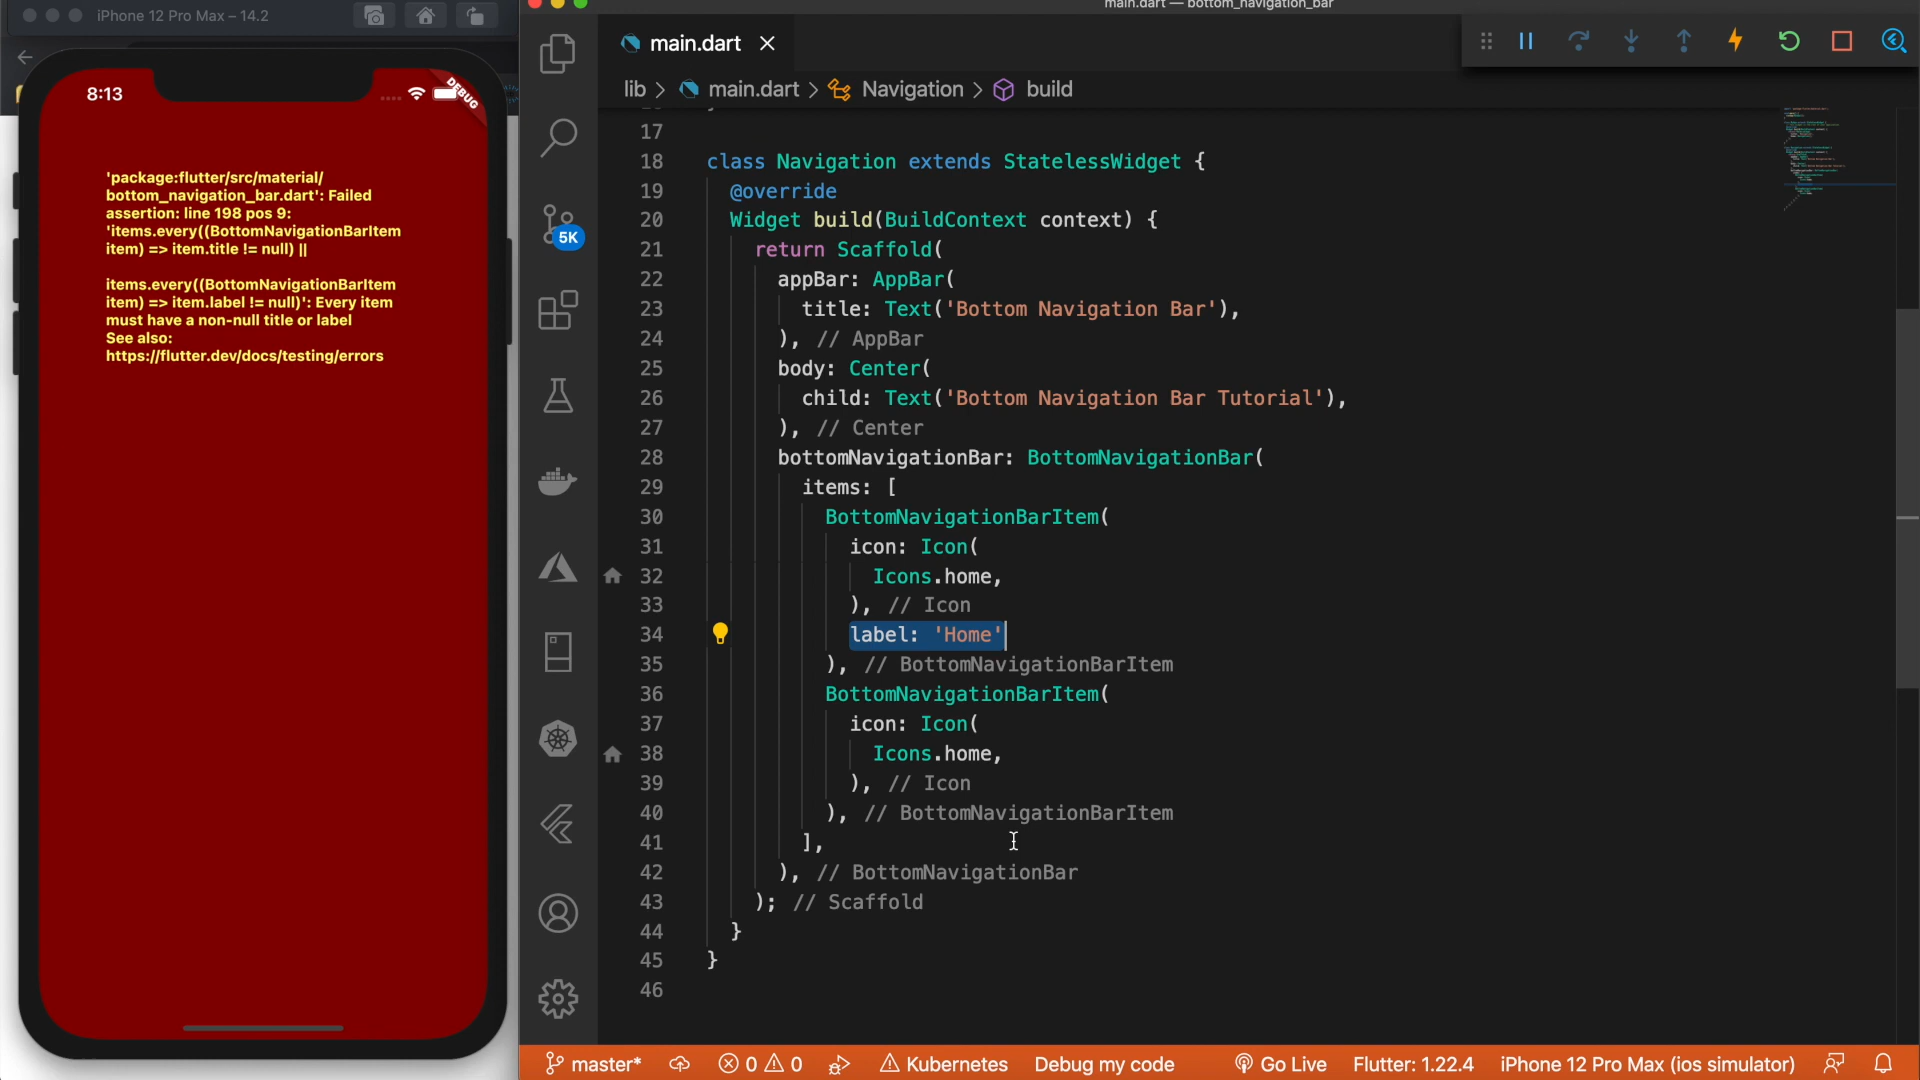 iPhone 12 Pro Max – 14.2
8:13
DEBUG
'package:flutter/src/material/
bottom_navigation_bar.dart': Failed
assertion: line 198 pos 9:
'items.every((BottomNavigationBarItem
item) => item.title != null) ||
items.every((BottomNavigationBarItem
item) => item.label != null)': Every item
must have a non-null title or label
See also:
https://flutter.dev/docs/testing/errors
main.dart — bottom_navigation_bar
main.dart
lib > main.dart > Navigation > build
5K
17
18 class Navigation extends StatelessWidget {
19 @override
20 Widget build(BuildContext context) {
21 return Scaffold(
22 appBar: AppBar(
23 title: Text('Bottom Navigation Bar'),
24 ), // AppBar
25 body: Center(
26 child: Text('Bottom Navigation Bar Tutorial'),
27 ), // Center
28 bottomNavigationBar: BottomNavigationBar(
29 items: [
30 BottomNavigationBarItem(
31 icon: Icon(
32 Icons.home,
33 ), // Icon
34 label: 'Home'
35 ), // BottomNavigationBarItem
36 BottomNavigationBarItem(
37 icon: Icon(
38 Icons.home,
39 ), // Icon
40 ), // BottomNavigationBarItem
41 ],
42 ), // BottomNavigationBar
43 ); // Scaffold
44 }
45 }
46
master* 0 0 Kubernetes Debug my code Go Live Flutter: 1.22.4 iPhone 12 Pro Max (ios simulator)